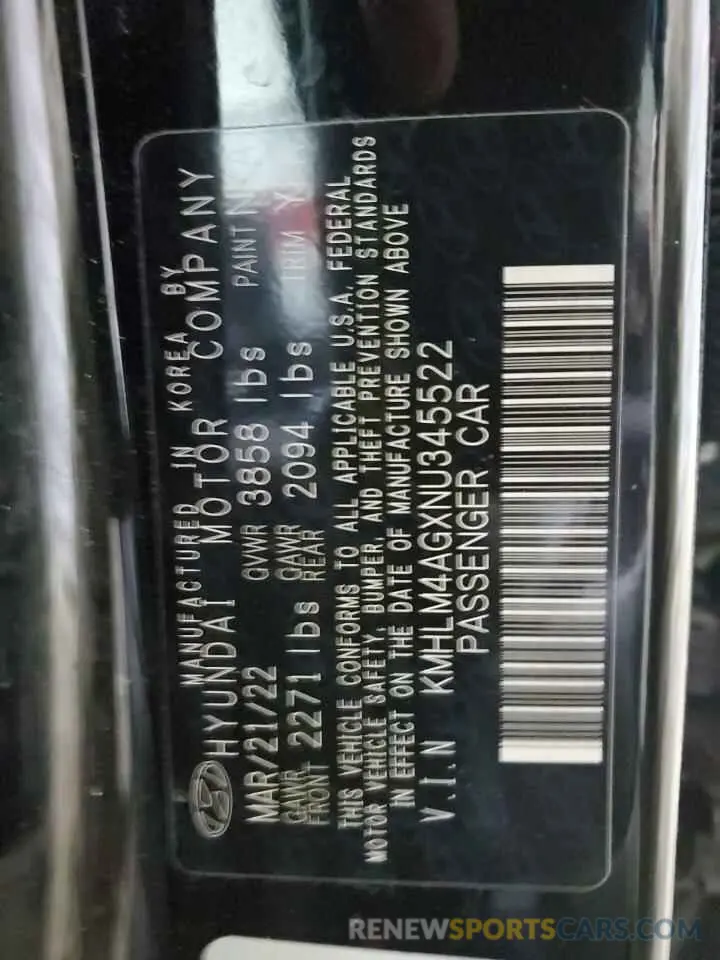 MANUFACTURED IN KOREA BY
HYUNDAI MOTOR COMPANY
MAR/21/22 GVWR 3858 lbs PAINT
GAWR FRONT 2271 lbs GAWR REAR 2094 lbs TRIM
THIS VEHICLE CONFORMS TO ALL APPLICABLE U.S.A. FEDERAL
MOTOR VEHICLE SAFETY, BUMPER, AND THEFT PREVENTION STANDARDS
IN EFFECT ON THE DATE OF MANUFACTURE SHOWN ABOVE
V.I.N KMHLM4AGXNU345522
PASSENGER CAR
RENEWSPORTSCARS.COM